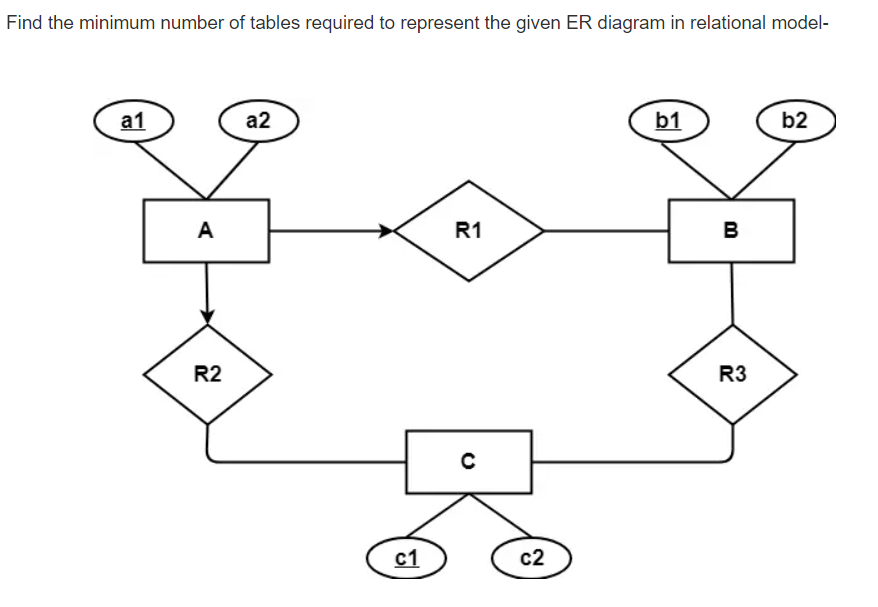 Find the minimum number of tables required to represent the given ER diagram in relational model-
a1 a2 b1 b2
A R1 B
R2 R3
C
c1 c2